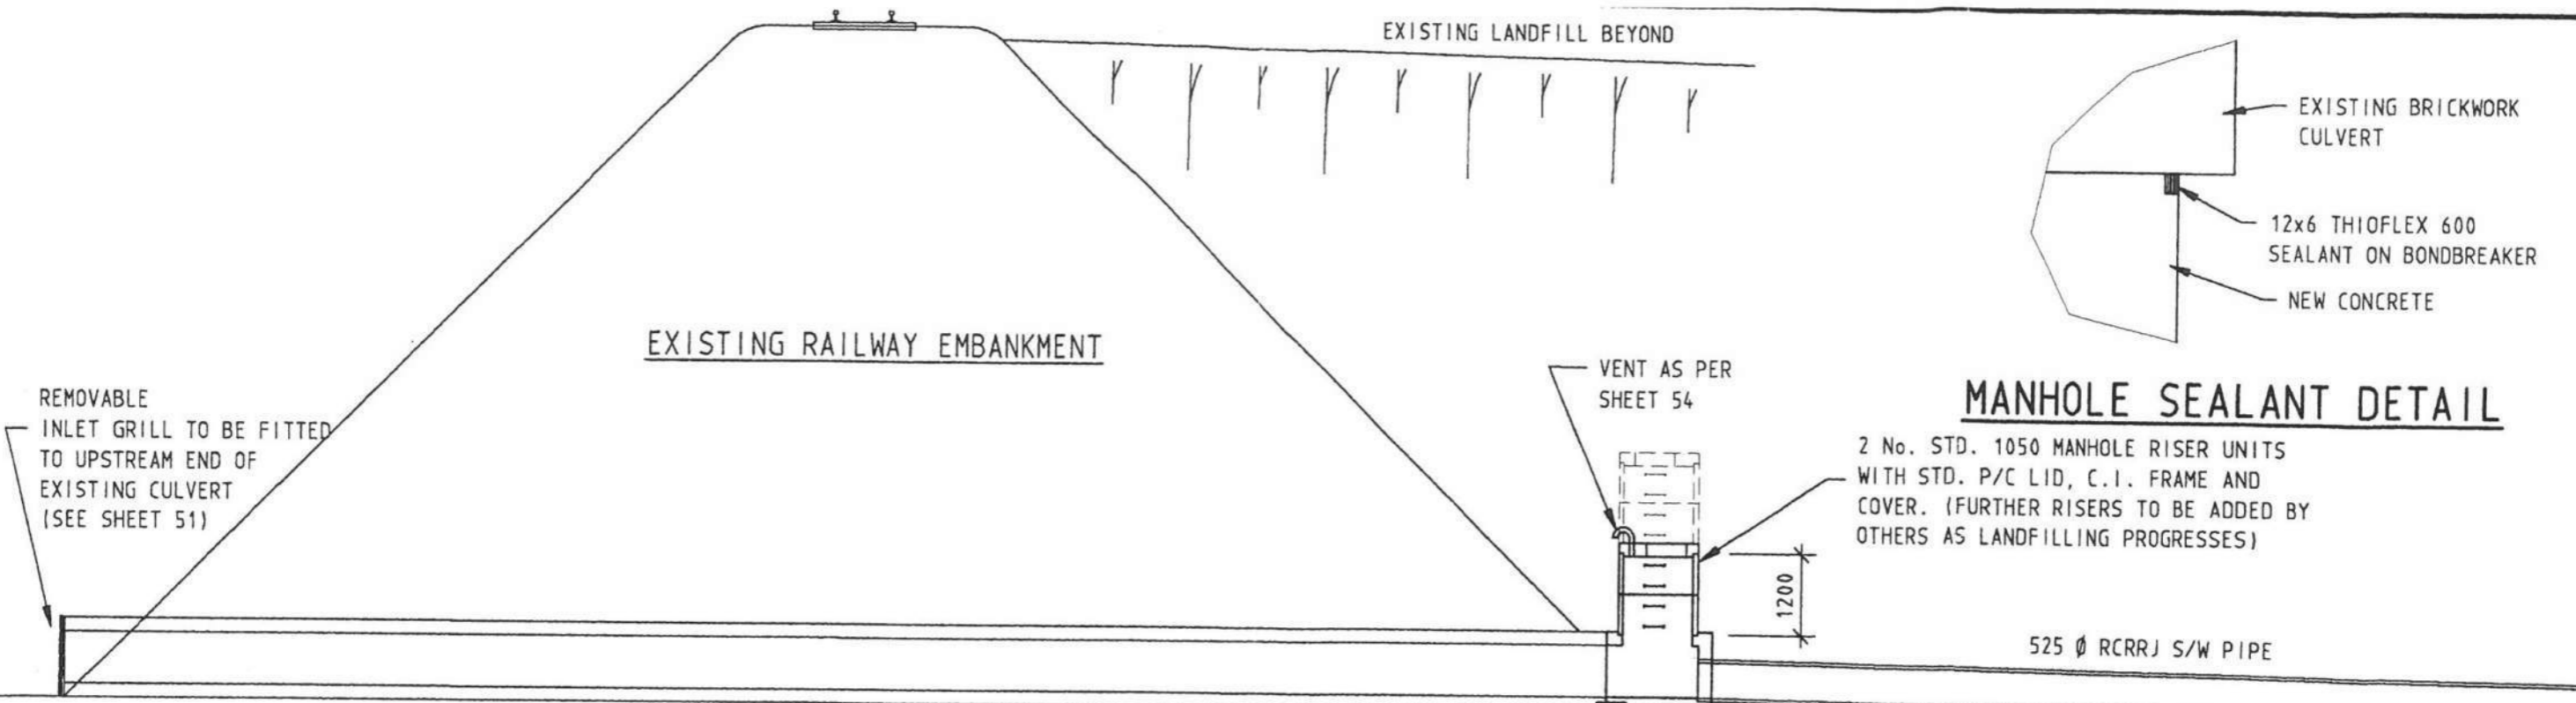 EXISTING LANDFILL BEYOND
EXISTING BRICKWORK
CULVERT
12x6 THIOFLEX 600
SEALANT ON BONDBREAKER
NEW CONCRETE
EXISTING RAILWAY EMBANKMENT
REMOVABLE
INLET GRILL TO BE FITTED
TO UPSTREAM END OF
EXISTING CULVERT
(SEE SHEET 51)
VENT AS PER
SHEET 54
MANHOLE SEALANT DETAIL
2 No. STD. 1050 MANHOLE RISER UNITS
WITH STD. P/C LID, C.I. FRAME AND
COVER. (FURTHER RISERS TO BE ADDED BY
OTHERS AS LANDFILLING PROGRESSES)
1200
525 Ø RCRRJ S/W PIPE